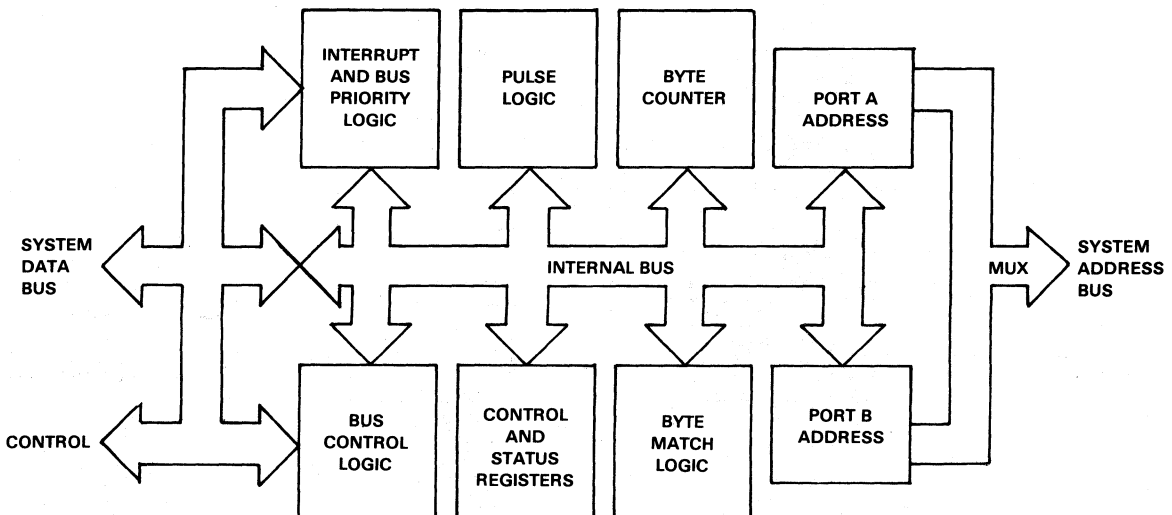 INTERRUPT
AND BUS
PRIORITY
LOGIC
PULSE
LOGIC
BYTE
COUNTER
PORT A
ADDRESS
SYSTEM
DATA
BUS
INTERNAL BUS
MUX
SYSTEM
ADDRESS
BUS
CONTROL
BUS
CONTROL
LOGIC
CONTROL
AND
STATUS
REGISTERS
BYTE
MATCH
LOGIC
PORT B
ADDRESS